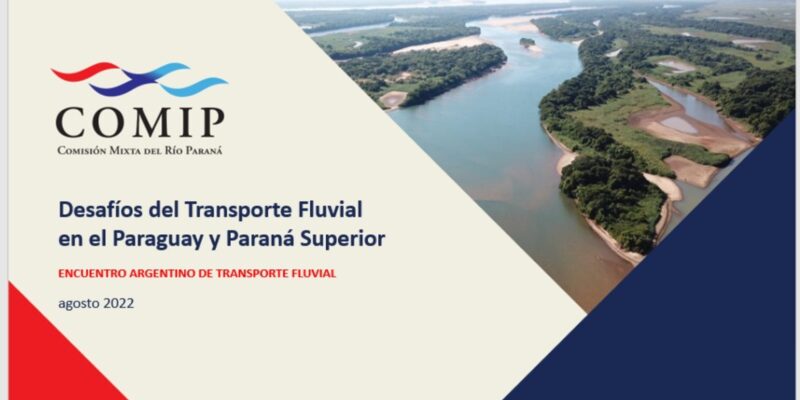 COMIP
Comisión Mixta del Río Paraná
Desafíos del Transporte Fluvial
en el Paraguay y Paraná Superior
ENCUENTRO ARGENTINO DE TRANSPORTE FLUVIAL
agosto 2022